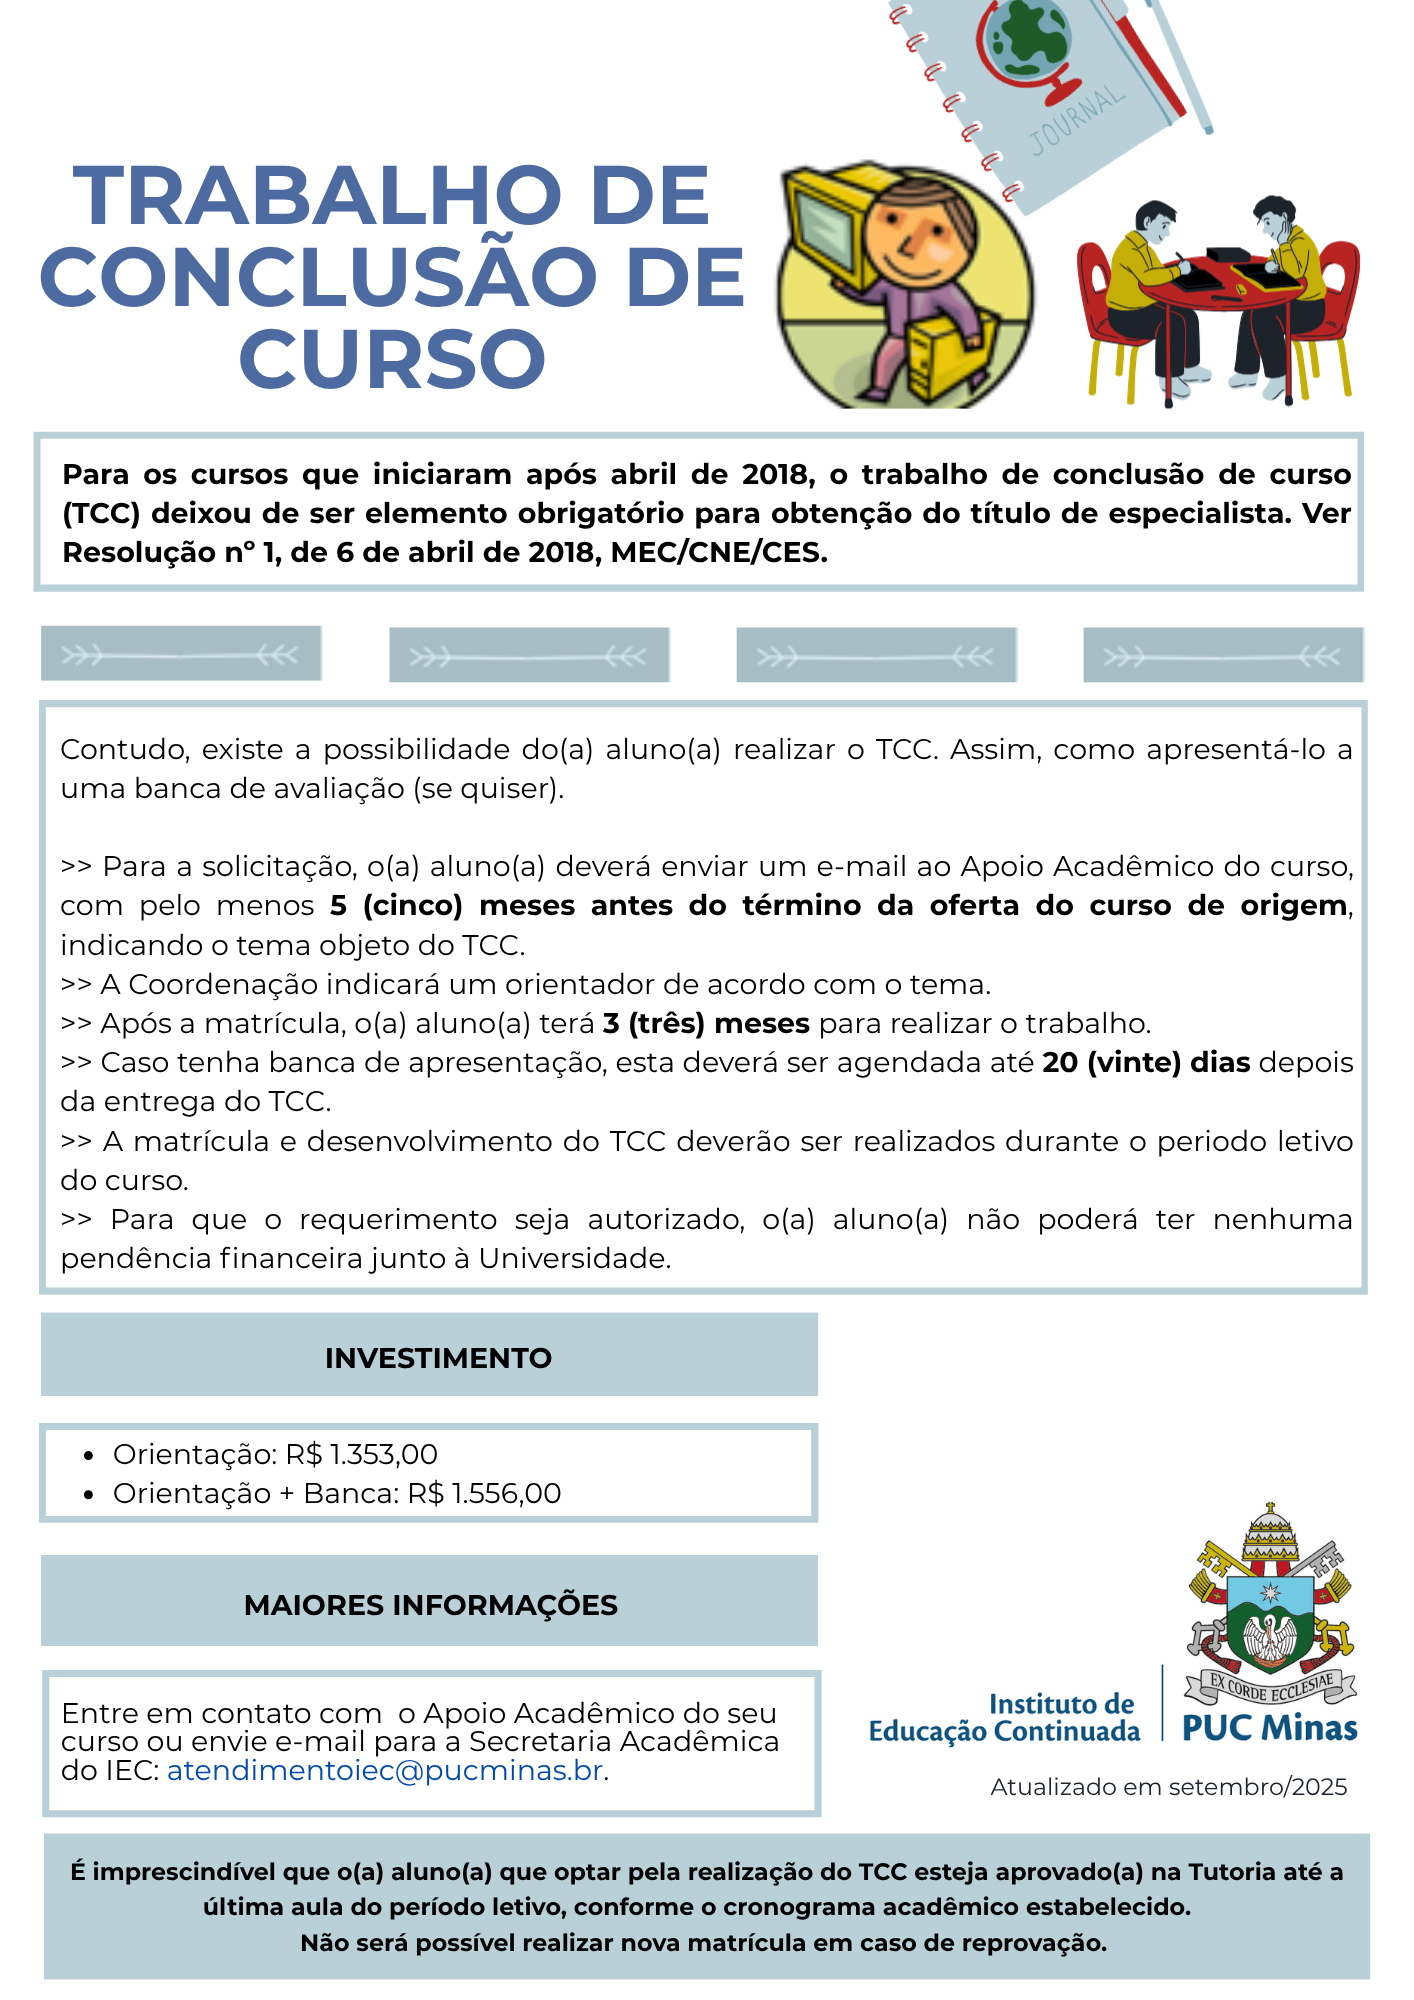 JOURNAL
TRABALHO DE
CONCLUSÃO DE
CURSO
Para os cursos que iniciaram após abril de 2018, o trabalho de conclusão de curso
(TCC) deixou de ser elemento obrigatório para obtenção do título de especialista. Ver
Resolução nº 1, de 6 de abril de 2018, MEC/CNE/CES.
Contudo, existe a possibilidade do(a) aluno(a) realizar o TCC. Assim, como apresentá-lo a
uma banca de avaliação (se quiser).
>> Para a solicitação, o(a) aluno(a) deverá enviar um e-mail ao Apoio Acadêmico do curso,
com pelo menos 5 (cinco) meses antes do término da oferta do curso de origem,
indicando o tema objeto do TCC.
>> A Coordenação indicará um orientador de acordo com o tema.
>> Após a matrícula, o(a) aluno(a) terá 3 (três) meses para realizar o trabalho.
>> Caso tenha banca de apresentação, esta deverá ser agendada até 20 (vinte) dias depois
da entrega do TCC.
>> A matrícula e desenvolvimento do TCC deverão ser realizados durante o periodo letivo
do curso.
>> Para que o requerimento seja autorizado, o(a) aluno(a) não poderá ter nenhuma
pendência financeira junto à Universidade.
INVESTIMENTO
• Orientação: R$ 1.353,00
• Orientação + Banca: R$ 1.556,00
MAIORES INFORMAÇÕES
Entre em contato com o Apoio Acadêmico do seu
curso ou envie e-mail para a Secretaria Acadêmica
do IEC: atendimentoiec@pucminas.br.
EX CORDE ECCLESIAE
Instituto de
Educação Continuada
PUC Minas
Atualizado em setembro/2025
É imprescindível que o(a) aluno(a) que optar pela realização do TCC esteja aprovado(a) na Tutoria até a
última aula do período letivo, conforme o cronograma acadêmico estabelecido.
Não será possível realizar nova matrícula em caso de reprovação.